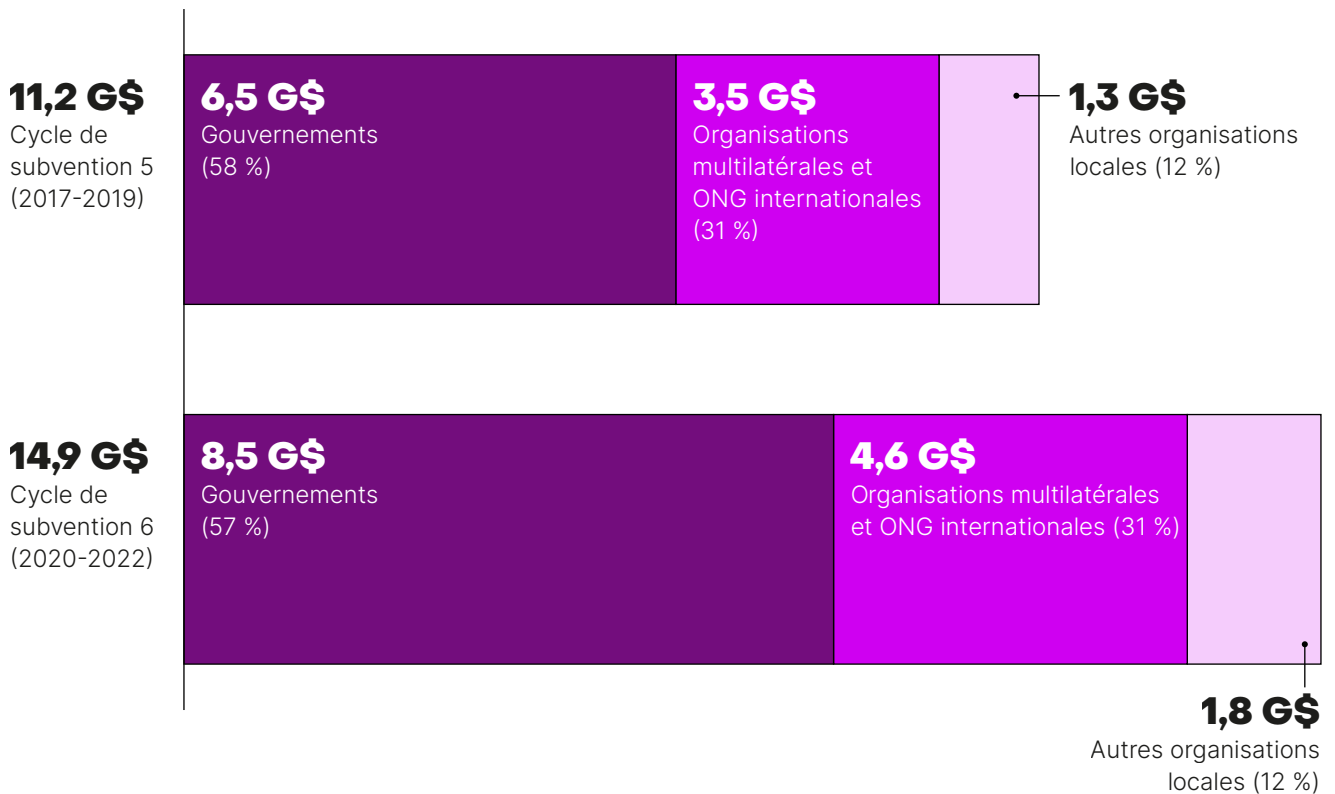 11,2 G$
Cycle de
subvention 5
(2017-2019)
6,5 G$
Gouvernements
(58 %)
3,5 G$
Organisations
multilatérales et
ONG internationales
(31 %)
1,3 G$
Autres organisations
locales (12 %)
14,9 G$
Cycle de
subvention 6
(2020-2022)
8,5 G$
Gouvernements
(57 %)
4,6 G$
Organisations multilatérales
et ONG internationales (31 %)
1,8 G$
Autres organisations
locales (12 %)